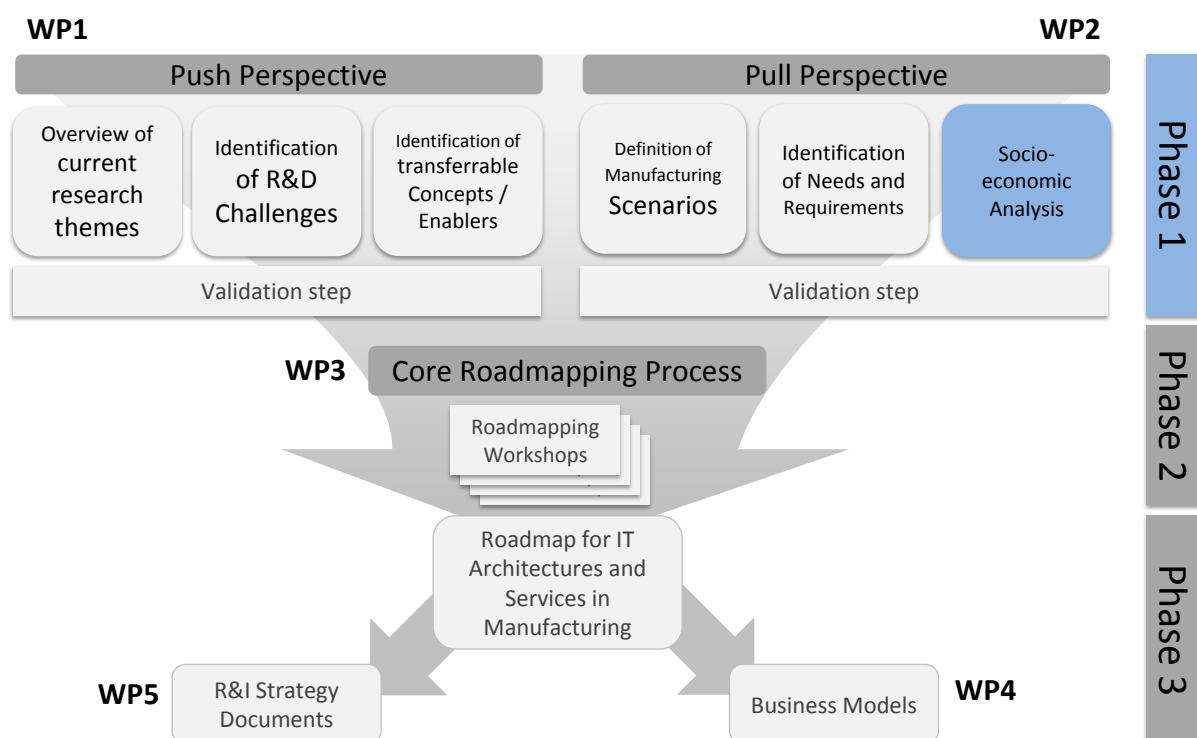 WP1
WP2
Push Perspective
Pull Perspective
Overview of
current
research
themes
Identification
of R&D
Challenges
Identification of
transferrable
Concepts /
Enablers
Definition of
Manufacturing
Scenarios
Identification
of Needs and
Requirements
Socio-
economic
Analysis
Phase 1
Validation step
Validation step
WP3
Core Roadmapping Process
Phase 2
Roadmapping
Workshops
Roadmap for IT
Architectures and
Services in
Manufacturing
Phase 3
WP5
R&I Strategy
Documents
Business Models
WP4